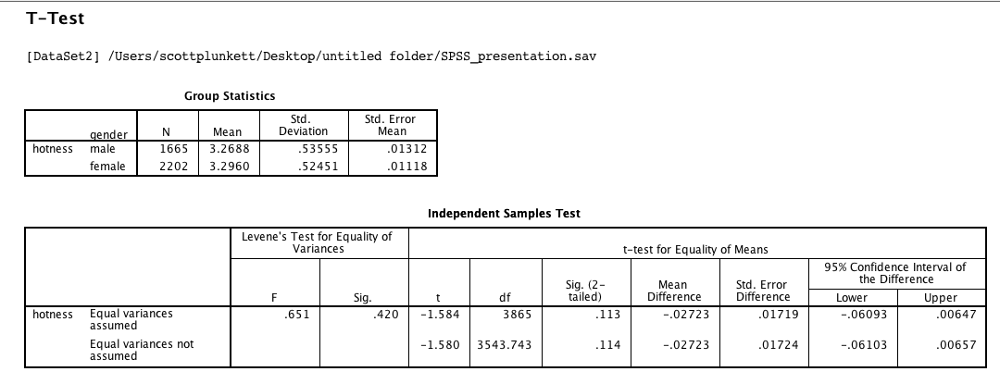 T-Test
[DataSet2] /Users/scottplunkett/Desktop/untitled folder/SPSS_presentation.sav
Group Statistics
gender N Mean Std. Deviation Std. Error Mean
hotness male 1665 3.2688 .53555 .01312
female 2202 3.2960 .52451 .01118
Independent Samples Test
Levene's Test for Equality of Variances t-test for Equality of Means
95% Confidence Interval of the Difference
F Sig. t df Sig. (2-tailed) Mean Difference Std. Error Difference Lower Upper
hotness Equal variances assumed .651 .420 -1.584 3865 .113 -.02723 .01719 -.06093 .00647
Equal variances not assumed -1.580 3543.743 .114 -.02723 .01724 -.06103 .00657